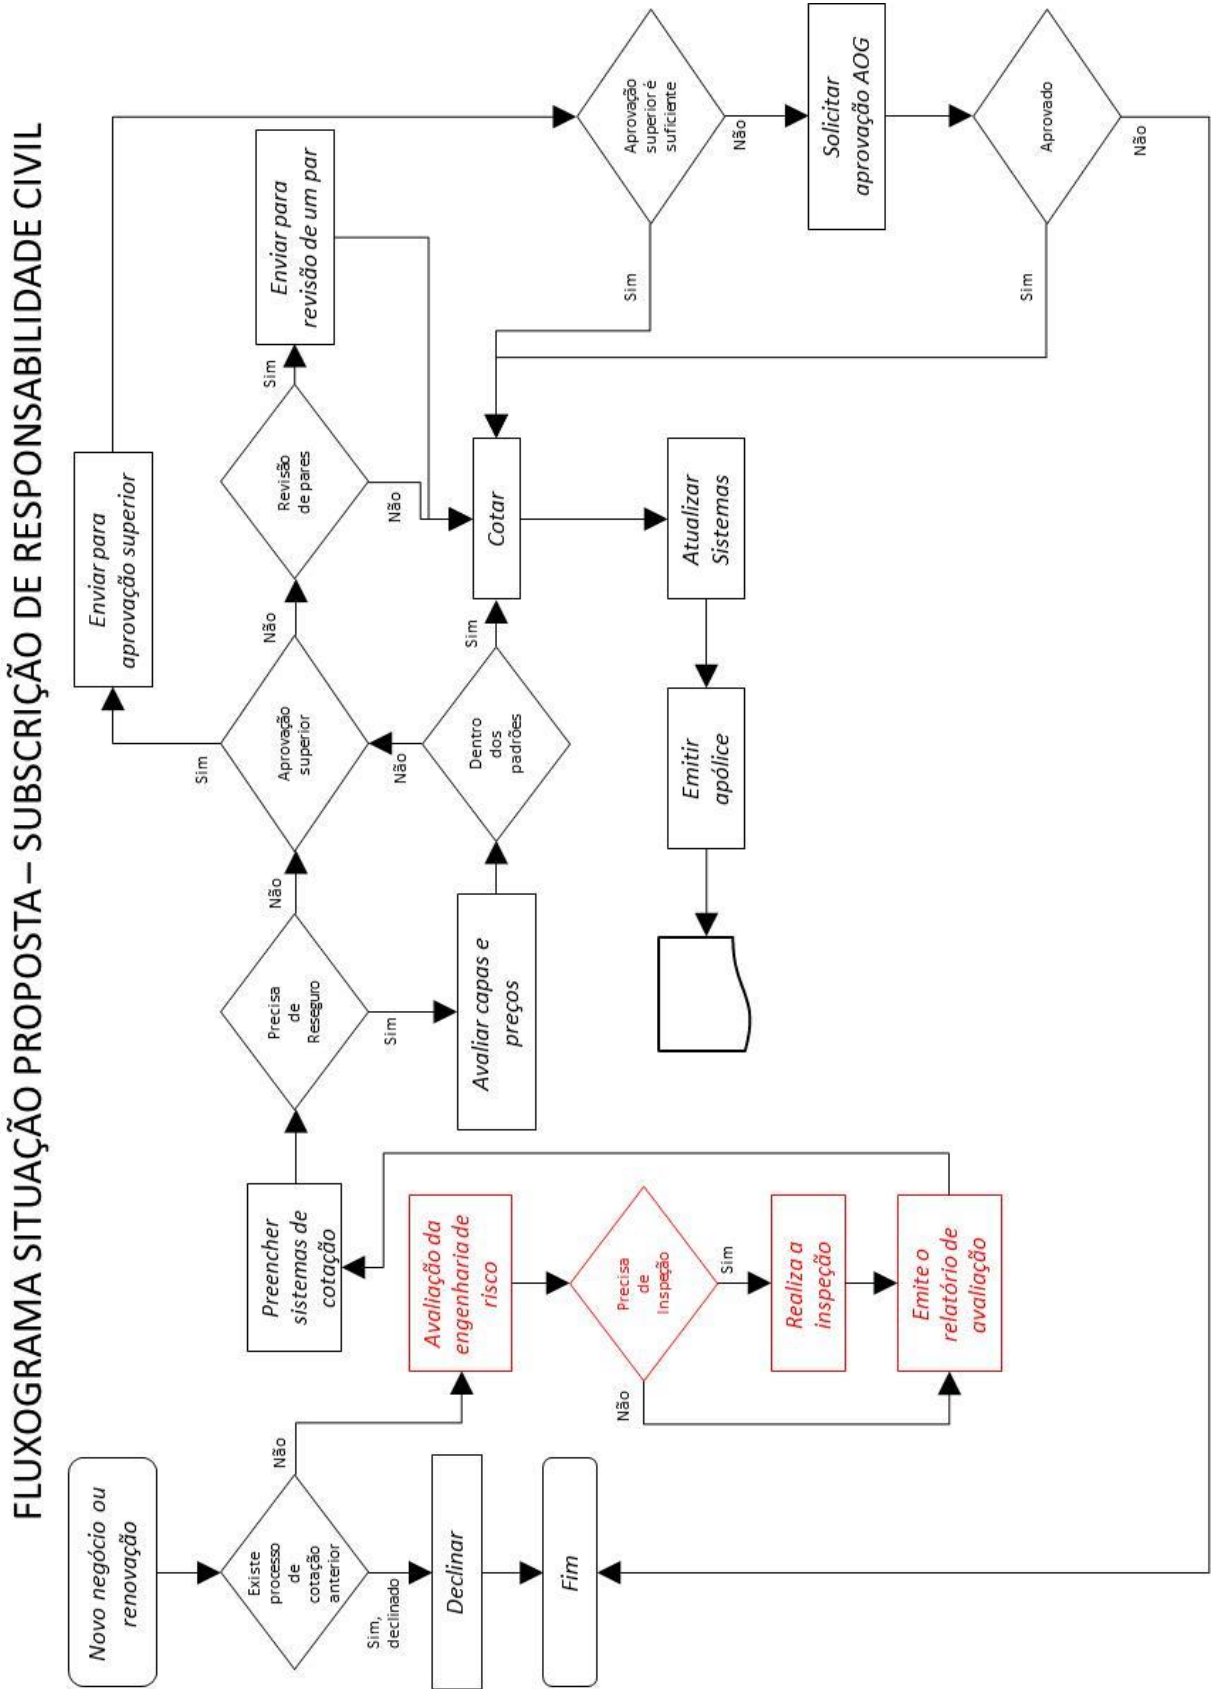 FLUXOGRAMA SITUAÇÃO PROPOSTA – SUBSCRIÇÃO DE RESPONSABILIDADE CIVIL
Novo negócio ou
renovação
Existe
processo
de
cotação
anterior
Não
Sim,
declinado
Declinar
Fim
Avaliação da
engenharia de
risco
Precisa
de
Inspeção
Não
Sim
Realiza a
inspeção
Emite o
relatório de
avaliação
Preencher
sistemas de
cotação
Precisa
de
Reseguro
Não
Sim
Avaliar capas e
preços
Dentro
dos
padrões
Não
Sim
Aprovação
superior
Sim
Não
Enviar para
aprovação superior
Revisão
de pares
Sim
Não
Enviar para
revisão de um par
Cotar
Atualizar
Sistemas
Emitir
apólice
Aprovação
superior é
suficiente
Sim
Não
Solicitar
aprovação AOG
Aprovado
Sim
Não